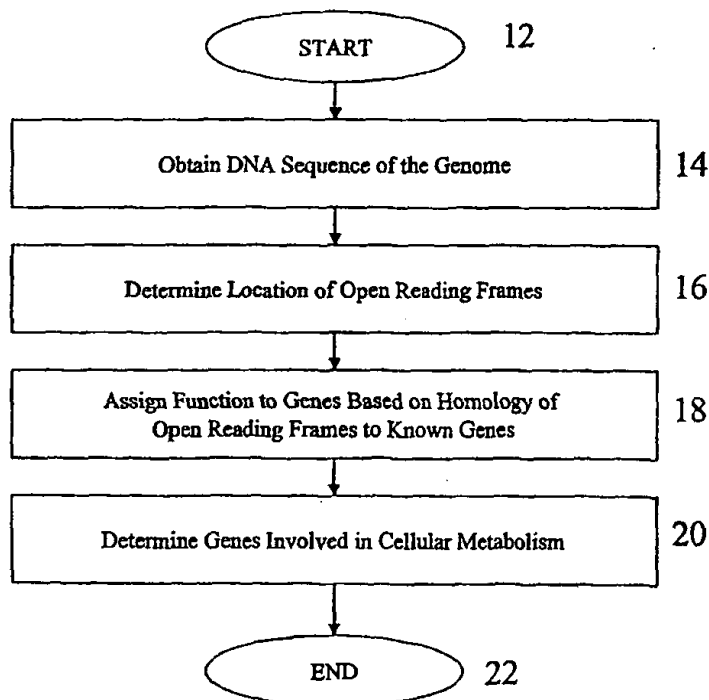 START 12
Obtain DNA Sequence of the Genome 14
Determine Location of Open Reading Frames 16
Assign Function to Genes Based on Homology of
Open Reading Frames to Known Genes 18
Determine Genes Involved in Cellular Metabolism 20
END 22